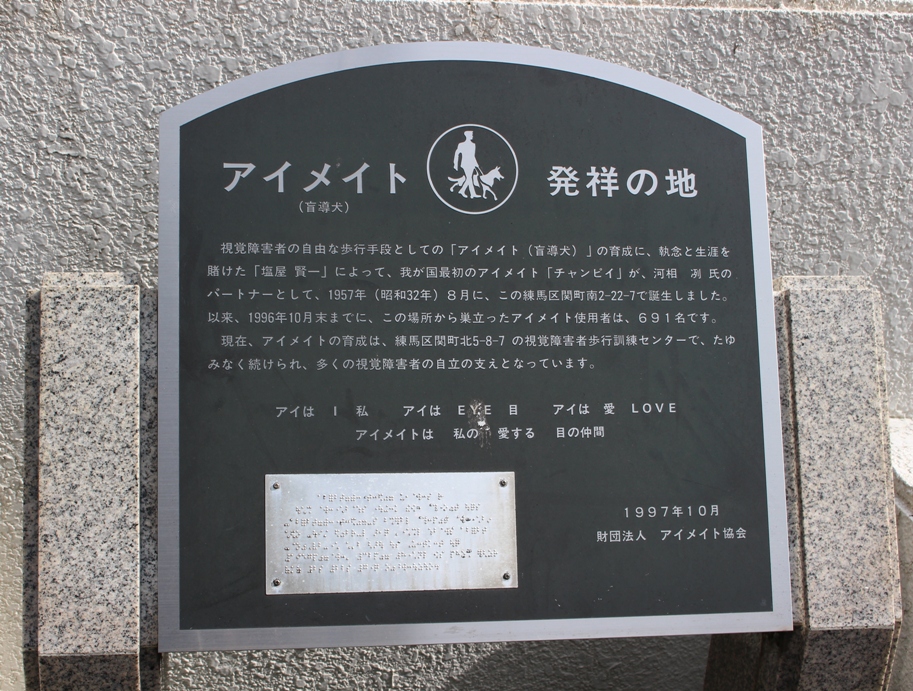 アイメイト 発祥の地
（盲導犬）
視覚障害者の自由な歩行手段としての「アイメイト（盲導犬）」の育成に、執念と生涯を
賭けた「塩屋 賢一」によって、我が国最初のアイメイト「チャンピイ」が、河相 洌 氏の
パートナーとして、1957年（昭和32年）８月に、この練馬区関町南2-22-7で誕生しました。
以来、1996年10月末までに、この場所から巣立ったアイメイト使用者は、６９１名です。
現在、アイメイトの育成は、練馬区関町北5-8-7 の視覚障害者歩行訓練センターで、たゆ
みなく続けられ、多くの視覚障害者の自立の支えとなっています。
アイは Ｉ 私 アイは EYE 目 アイは 愛 LOVE
アイメイトは 私の 愛する 目の仲間
1997年10月
財団法人 アイメイト協会